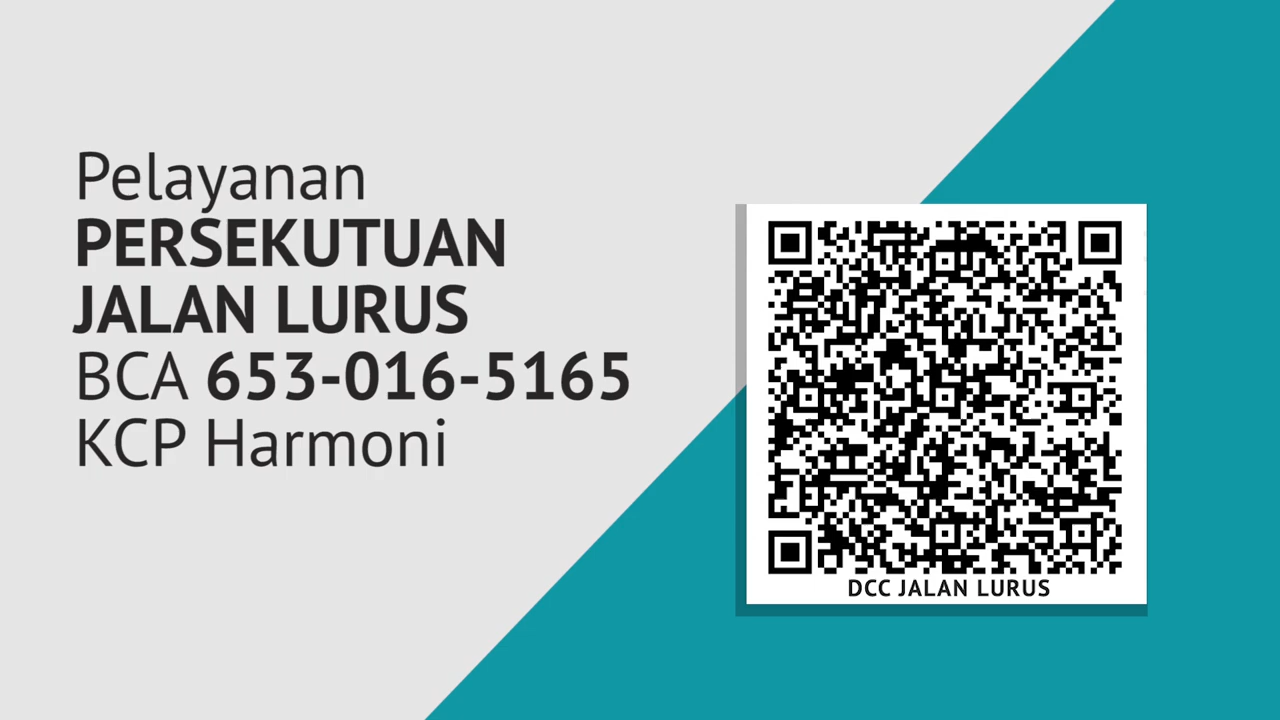 Pelayanan
PERSEKUTUAN
JALAN LURUS
BCA 653-016-5165
KCP Harmoni
DCC JALAN LURUS